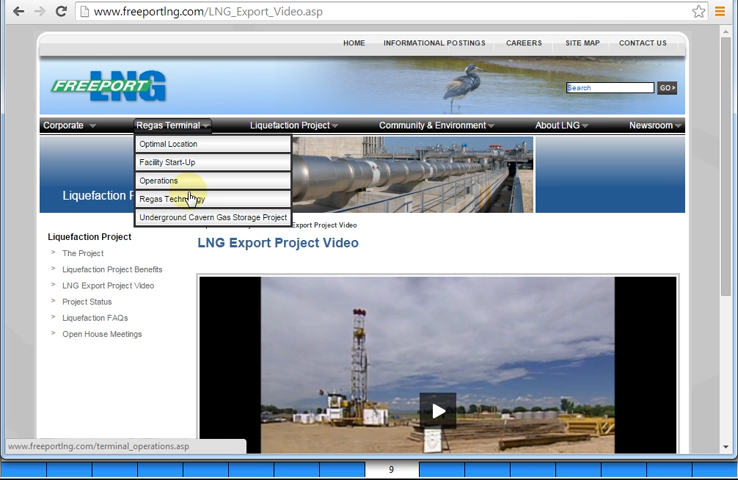 www.freeportlng.com/LNG_Export_Video.asp
HOME INFORMATIONAL POSTINGS CAREERS SITE MAP CONTACT US
FREEPORT LNG
Search GO>
Corporate Regas Terminal Liquefaction Project Community & Environment About LNG Newsroom
Optimal Location
Facility Start-Up
Operations
Regas Technology
Underground Cavern Gas Storage Project
Liquefaction P
Export Project Video
Liquefaction Project
LNG Export Project Video
> The Project
> Liquefaction Project Benefits
> LNG Export Project Video
> Project Status
> Liquefaction FAQs
> Open House Meetings
www.freeportlng.com/terminal_operations.asp
9